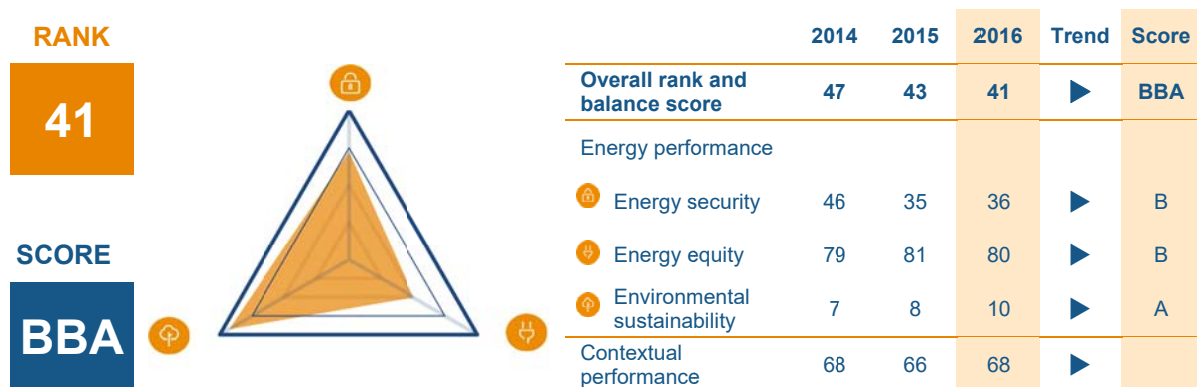 RANK
41
SCORE
BBA
2014 2015 2016 Trend Score
Overall rank and
balance score 47 43 41 BBA
Energy performance
Energy security 46 35 36 B
Energy equity 79 81 80 B
Environmental
sustainability 7 8 10 A
Contextual
performance 68 66 68